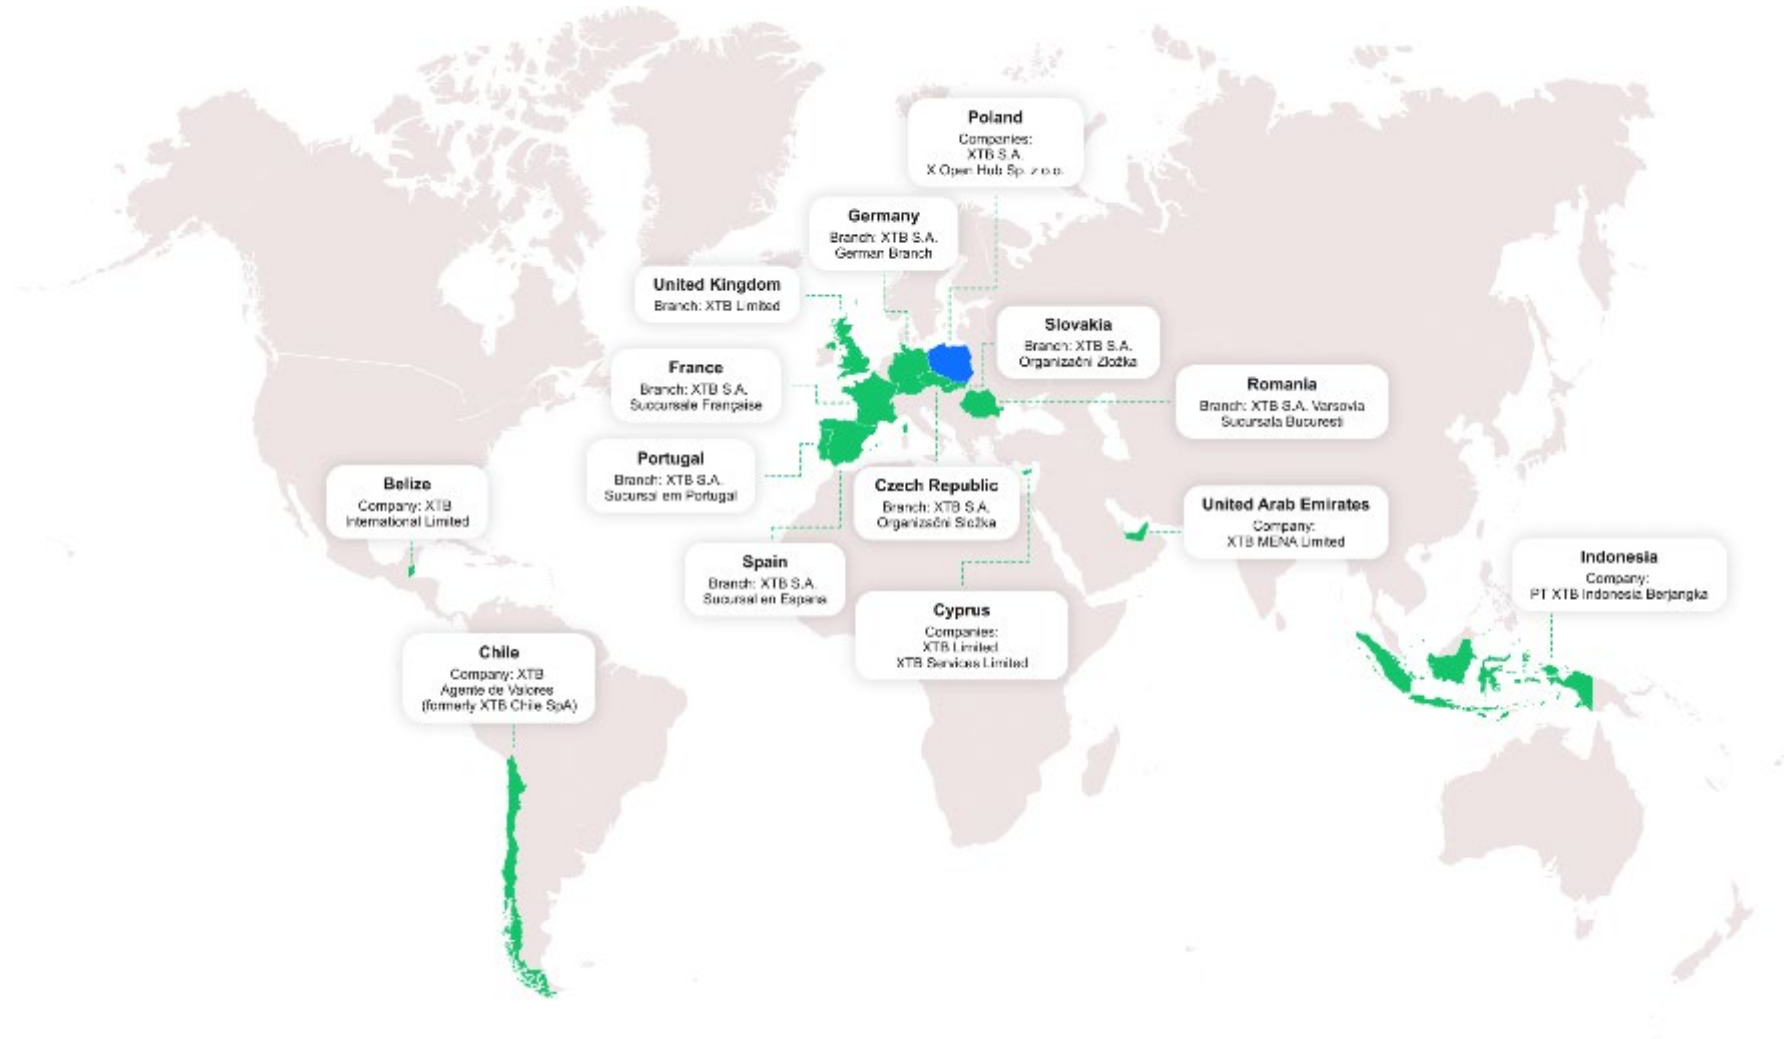 Poland
Companies:
XTB S.A.
X Open Hub Sp. z o.o.
Germany
Branch: XTB S.A.
German Branch
United Kingdom
Branch: XTB Limited
Slovakia
Branch: XTB S.A.
Organizační Zložka
France
Branch: XTB S.A.
Succursale Française
Romania
Branch: XTB S.A. Varsovia
Sucursala Bucuresti
Portugal
Branch: XTB S.A.
Sucursal em Portugal
Belize
Company: XTB
International Limited
Czech Republic
Branch: XTB S.A.
Organizační Složka
United Arab Emirates
Company:
XTB MENA Limited
Spain
Branch: XTB S.A.
Sucursal en Espana
Indonesia
Company:
PT XTB Indonesia Berjangka
Cyprus
Companies:
XTB Limited
XTB Services Limited
Chile
Company: XTB
Agente de Valores
(formerly XTB Chile SpA)